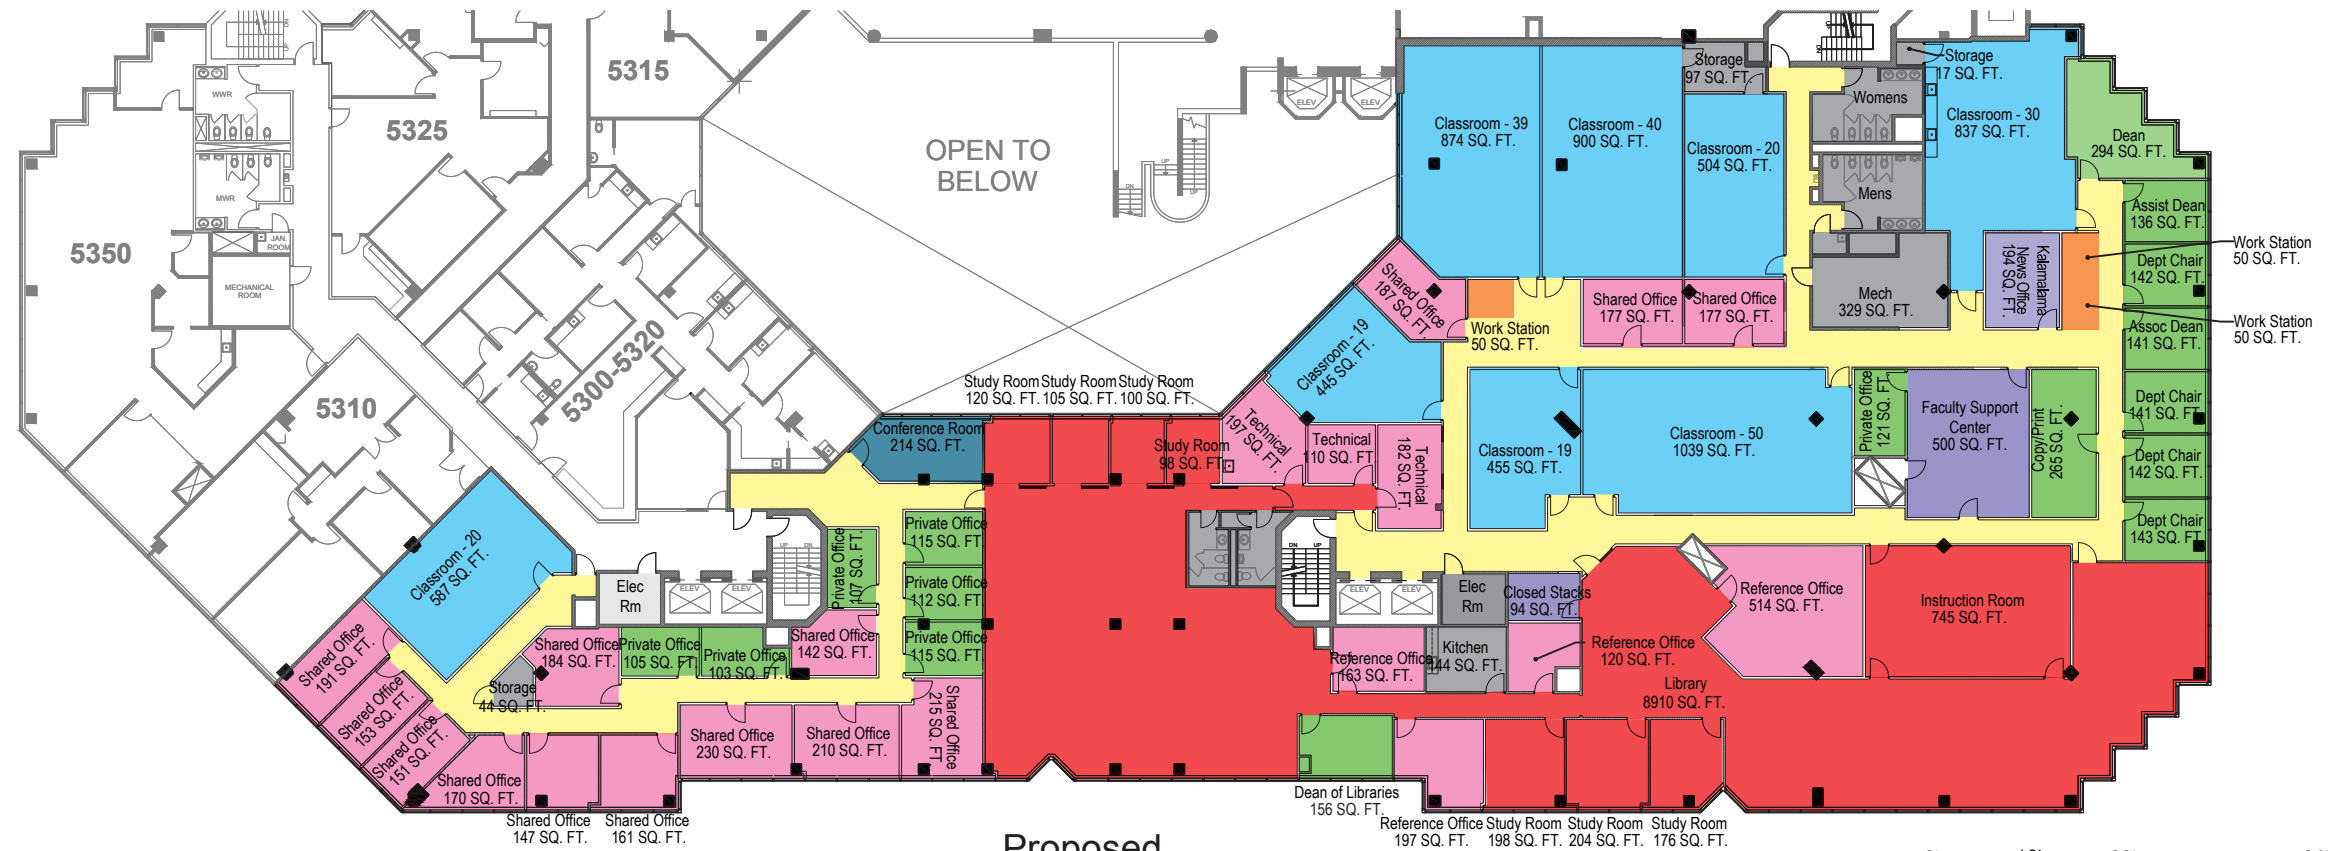 5315
5325
5350
5310
5300-5320
WWR
MWR
JAN.
ROOM
MECHANICAL
ROOM
OPEN TO
BELOW
UP
DN
UP
ELEV
ELEV
Classroom - 39
874 SQ. FT.
Classroom - 40
900 SQ. FT.
Storage
97 SQ. FT.
Classroom - 20
504 SQ. FT.
Womens
Mens
Storage
17 SQ. FT.
Classroom - 30
837 SQ. FT.
Dean
294 SQ. FT.
Assist Dean
136 SQ. FT.
Work Station
50 SQ. FT.
Dept Chair
142 SQ. FT.
Work Station
50 SQ. FT.
Kalamalama
News Office
194 SQ. FT.
Mech
329 SQ. FT.
Assoc Dean
141 SQ. FT.
Shared Office
187 SQ. FT.
Work Station
50 SQ. FT.
Shared Office
177 SQ. FT.
Shared Office
177 SQ. FT.
Classroom - 19
445 SQ. FT.
Dept Chair
141 SQ. FT.
Dept Chair
142 SQ. FT.
Dept Chair
143 SQ. FT.
Study Room
120 SQ. FT.
Study Room
105 SQ. FT.
Study Room
100 SQ. FT.
Conference Room
214 SQ. FT.
Study Room
98 SQ. FT.
Technical
197 SQ. FT.
Technical
110 SQ. FT.
Technical
182 SQ. FT.
Classroom - 19
455 SQ. FT.
Classroom - 50
1039 SQ. FT.
Private Office
121 SQ. FT.
Faculty Support
Center
500 SQ. FT.
Copy/Print
265 SQ. FT.
Classroom - 20
587 SQ. FT.
Elec
Rm
ELEV
ELEV
UP
DN
Private Office
107 SQ. FT.
Private Office
115 SQ. FT.
Private Office
112 SQ. FT.
Private Office
115 SQ. FT.
DN
UP
ELEV
ELEV
Elec
Rm
Closed Stacks
94 SQ. FT.
Reference Office
514 SQ. FT.
Instruction Room
745 SQ. FT.
Shared Office
191 SQ. FT.
Shared Office
153 SQ. FT.
Shared Office
151 SQ. FT.
Shared Office
184 SQ. FT.
Private Office
105 SQ. FT.
Private Office
103 SQ. FT.
Shared Office
142 SQ. FT.
Storage
44 SQ. FT.
Shared Office
170 SQ. FT.
Shared Office
147 SQ. FT.
Shared Office
161 SQ. FT.
Shared Office
230 SQ. FT.
Shared Office
210 SQ. FT.
Shared Office
215 SQ. FT.
Reference Office
163 SQ. FT.
Kitchen
144 SQ. FT.
Reference Office
120 SQ. FT.
Library
8910 SQ. FT.
Dean of Libraries
156 SQ. FT.
Reference Office
197 SQ. FT.
Study Room
198 SQ. FT.
Study Room
204 SQ. FT.
Study Room
176 SQ. FT.
Proposed